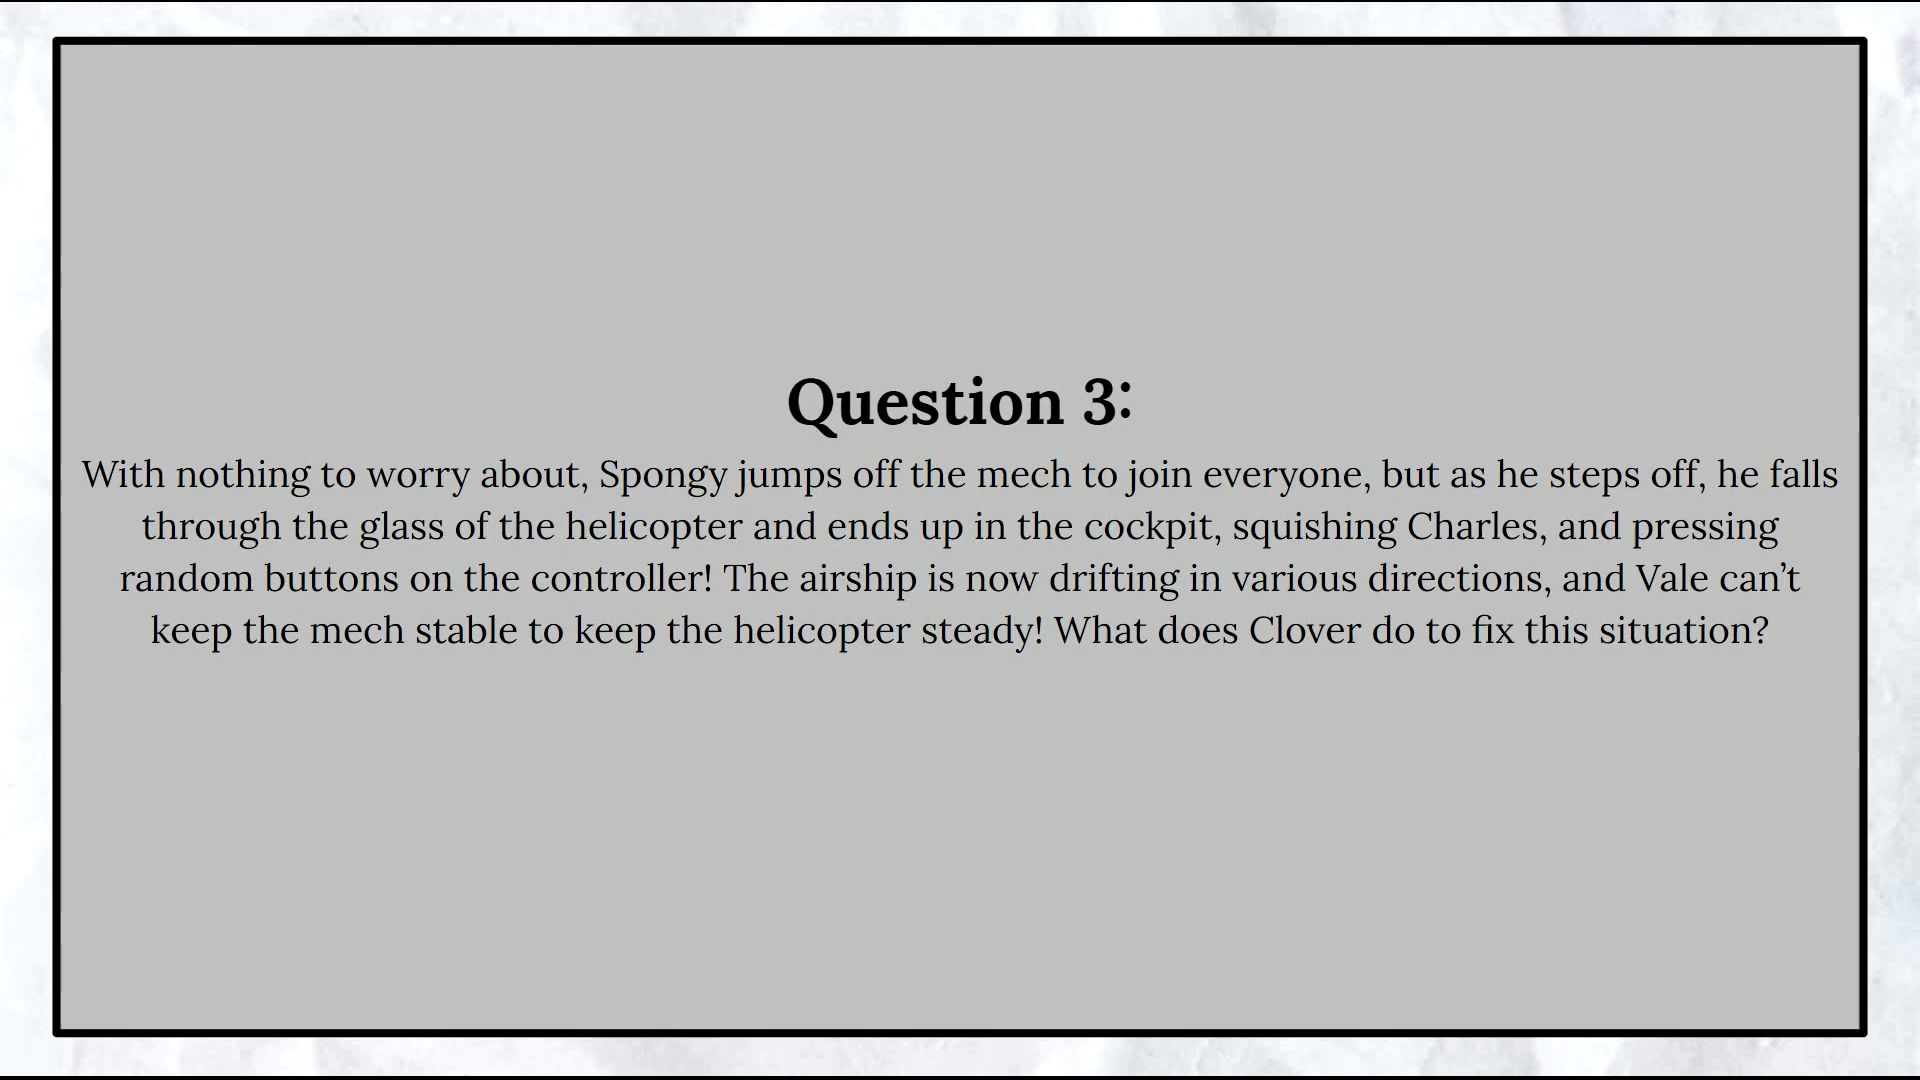 Question 3:
With nothing to worry about, Spongy jumps off the mech to join everyone, but as he steps off, he falls
through the glass of the helicopter and ends up in the cockpit, squishing Charles, and pressing
random buttons on the controller! The airship is now drifting in various directions, and Vale can’t
keep the mech stable to keep the helicopter steady! What does Clover do to fix this situation?